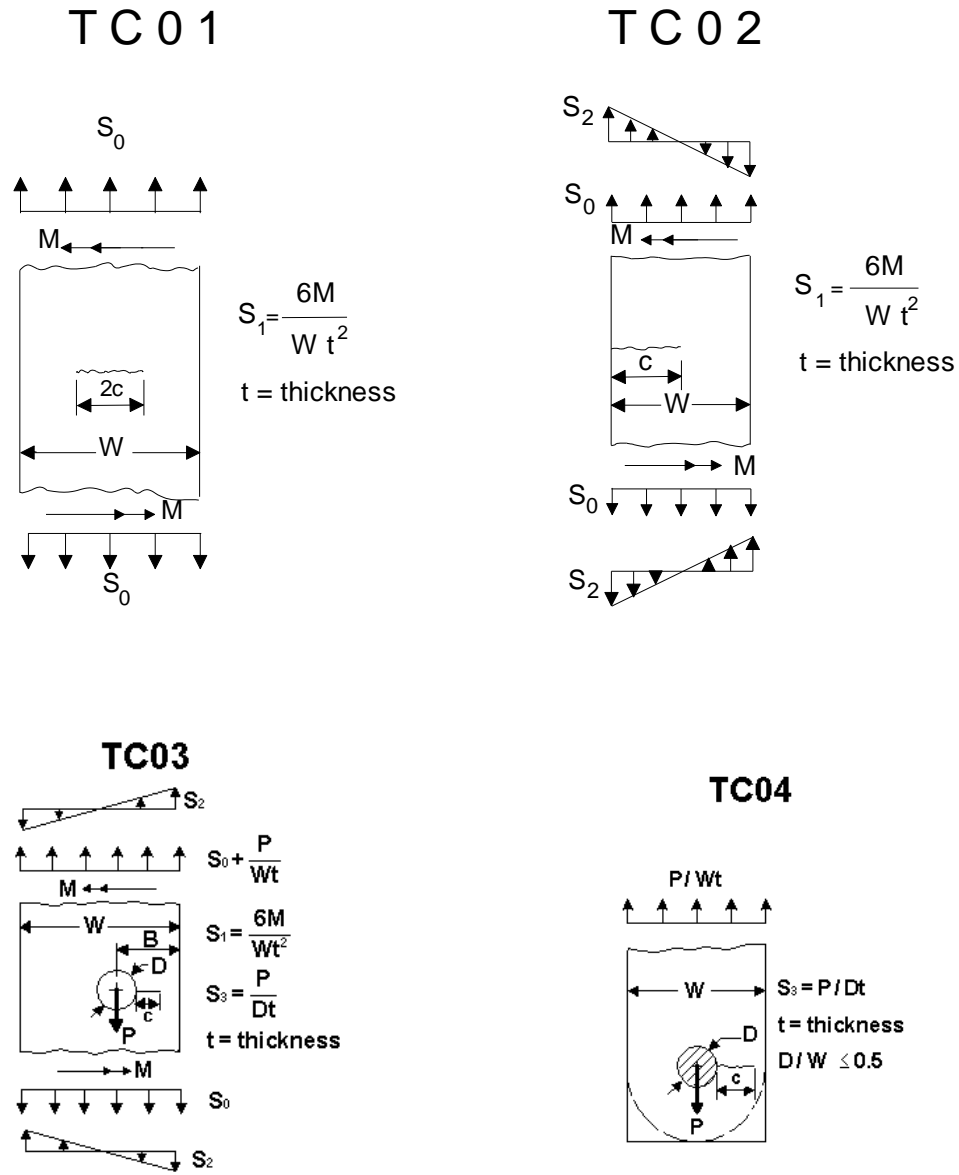 TC01
S0
M
S1 = 6M / W t2
t = thickness
2c
W
M
S0
TC02
S2
S0
M
S1 = 6M / W t2
t = thickness
c
W
M
S0
S2
TC03
S2
S0 + P / Wt
M
W
S1 = 6M / Wt2
B
D
S3 = P / Dt
c
P
t = thickness
M
S0
S2
TC04
P/ Wt
W
S3 = P / Dt
t = thickness
D
D/ W ≤ 0.5
c
P